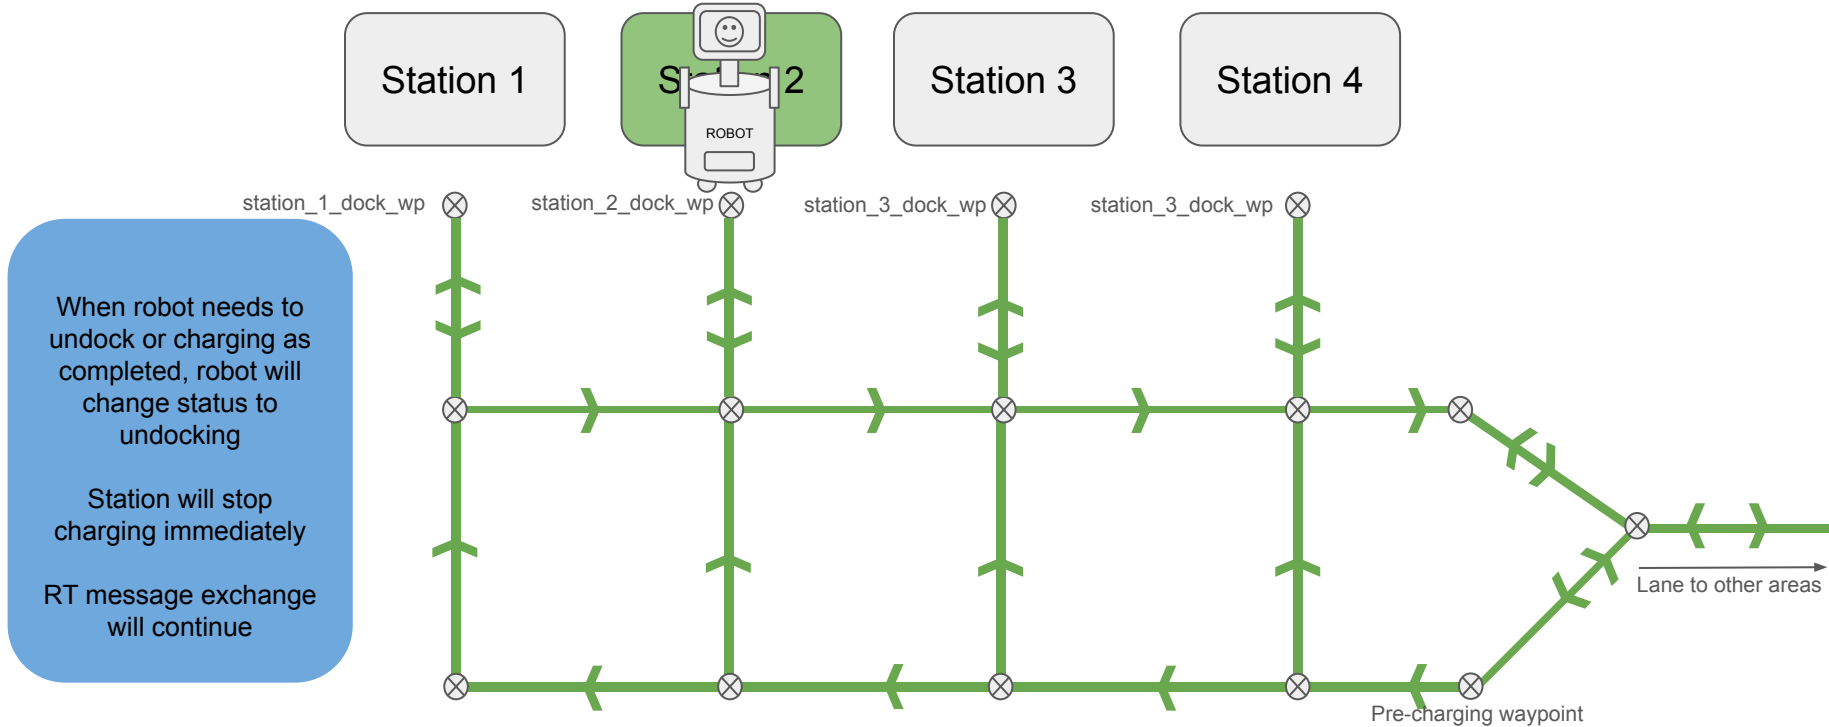 Station 1
2
Station 3
Station 4
ROBOT
station_1_dock_wp
station_2_dock_wp
station_3_dock_wp
station_3_dock_wp
When robot needs to
undock or charging as
completed, robot will
change status to
undocking
Station will stop
charging immediately
RT message exchange
will continue
Lane to other areas
Pre-charging waypoint